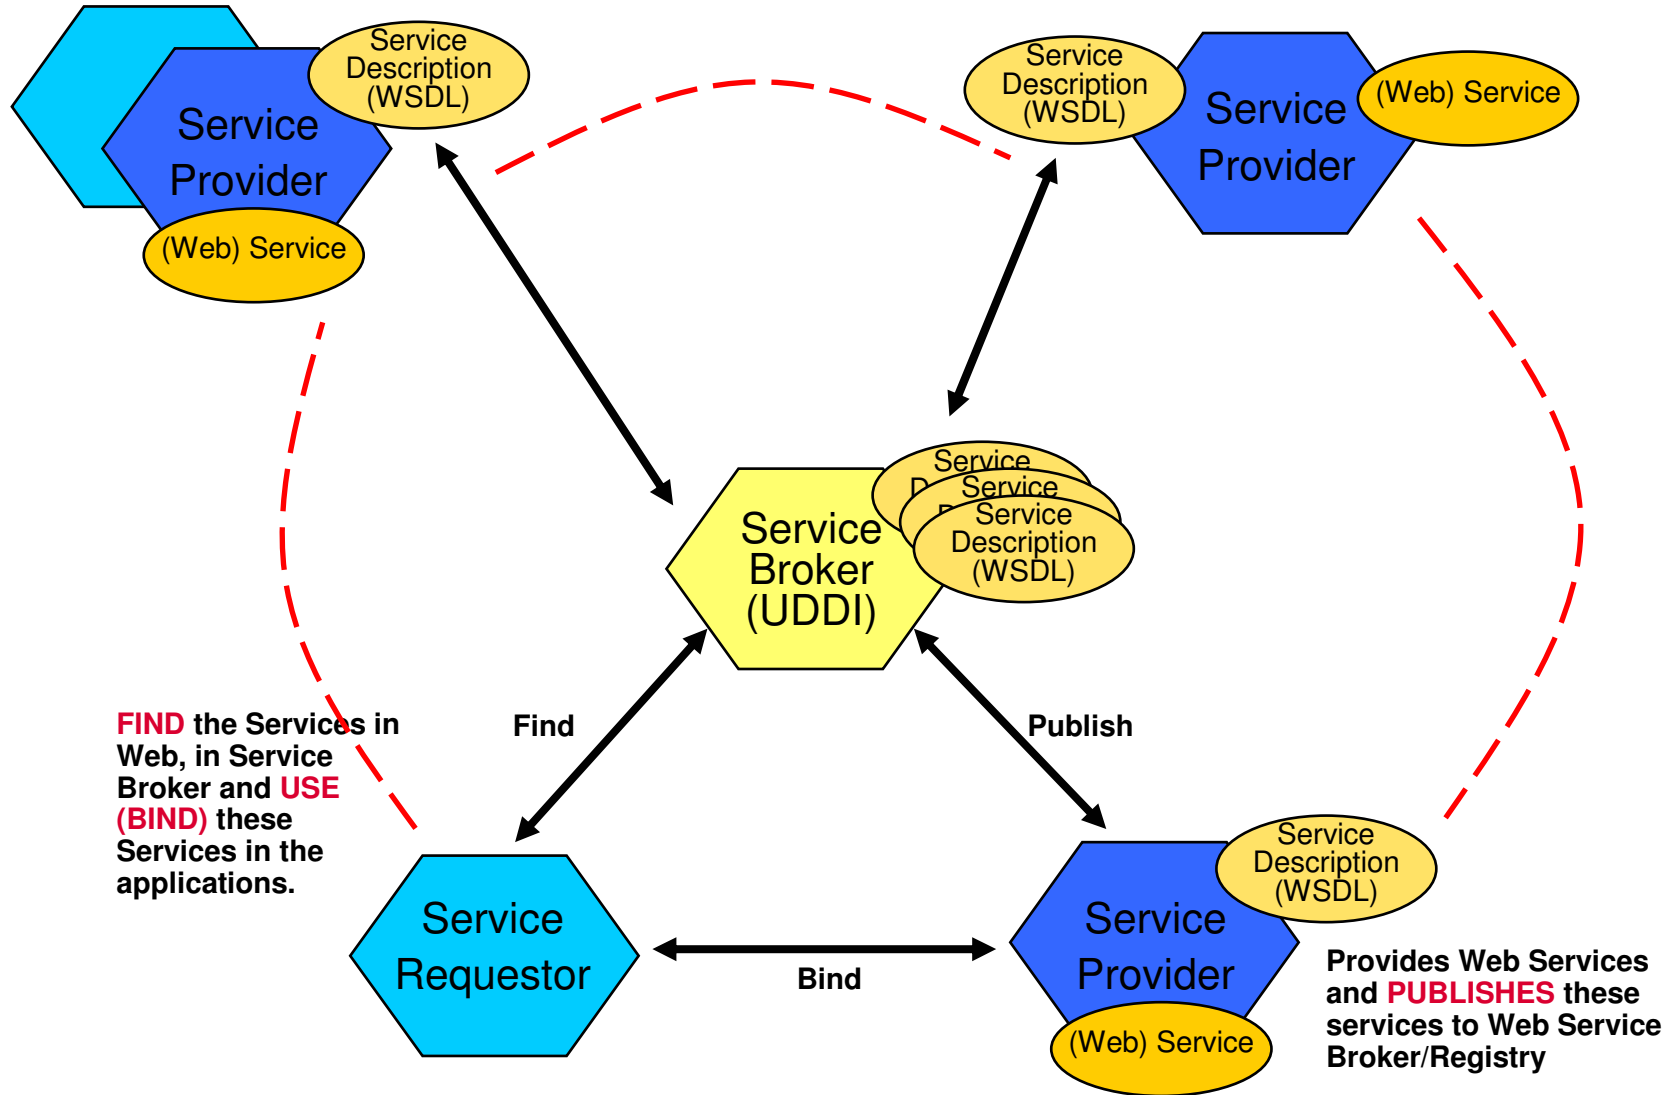 Service
Description
(WSDL)
Service
Provider
(Web) Service
Service
Description
(WSDL)
Service
Provider
(Web) Service
Service
Broker
(UDDI)
Service
Service
Service
Description
(WSDL)
FIND the Services in
Web, in Service
Broker and USE
(BIND) these
Services in the
applications.
Find
Publish
Service
Requestor
Bind
Service
Provider
Service
Description
(WSDL)
(Web) Service
Provides Web Services
and PUBLISHES these
services to Web Service
Broker/Registry